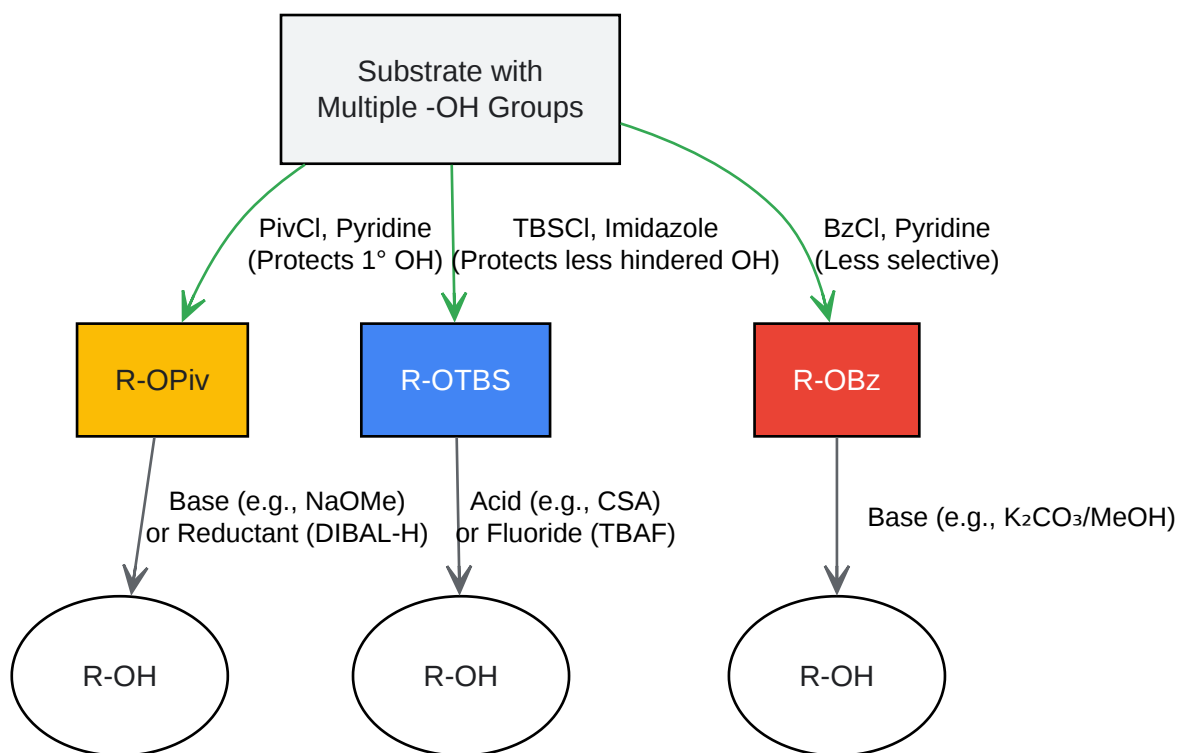 Substrate with
Multiple -OH Groups
PivCl, Pyridine
(Protects 1° OH)
TBSCl, Imidazole
(Protects less hindered OH)
BzCl, Pyridine
(Less selective)
R-OPiv
R-OTBS
R-OBz
Base (e.g., NaOMe)
or Reductant (DIBAL-H)
Acid (e.g., CSA)
or Fluoride (TBAF)
Base (e.g., K₂CO₃/MeOH)
R-OH
R-OH
R-OH